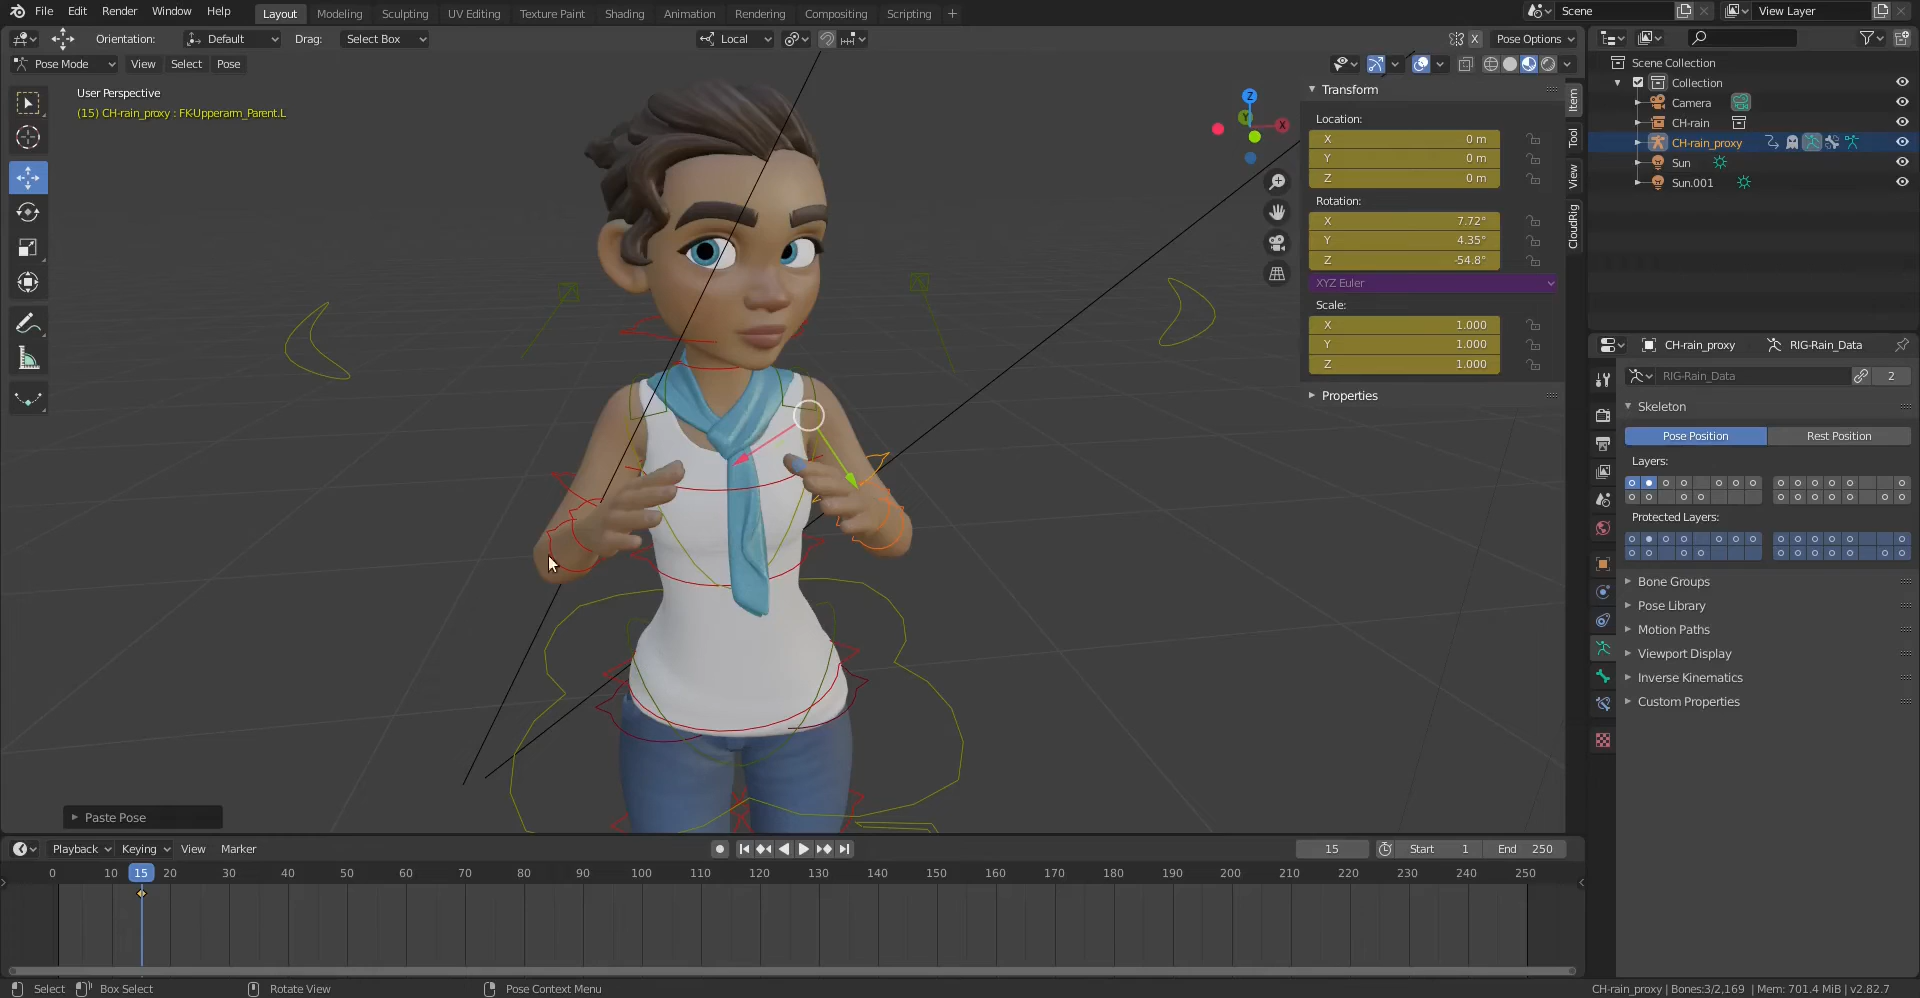 File Edit Render Window Help
Layout Modeling Sculpting UV Editing Texture Paint Shading Animation Rendering Compositing Scripting +
Scene
View Layer
Orientation: Default Drag: Select Box
Local
X Pose Options
Pose Mode View Select Pose
User Perspective
(15) CH-rain_proxy : FK-Upperarm_Parent.L
Z
Y
X
Transform
Location:
X 0 m
Y 0 m
Z 0 m
Rotation:
X 7.72°
Y 4.35°
Z -54.8°
XYZ Euler
Scale:
X 1.000
Y 1.000
Z 1.000
Properties
Item
Tool
View
CloudRig
Scene Collection
Collection
Camera
CH-rain
CH-rain_proxy
Sun
Sun.001
CH-rain_proxy RIG-Rain_Data
RIG-Rain_Data 2
Skeleton
Pose Position Rest Position
Layers:
Protected Layers:
Bone Groups
Pose Library
Motion Paths
Viewport Display
Inverse Kinematics
Custom Properties
Paste Pose
Playback Keying View Marker
15 Start 1 End 250
0 10 15 20 30 40 50 60 70 80 90 100 110 120 130 140 150 160 170 180 190 200 210 220 230 240 250
Select Box Select Rotate View Pose Context Menu
CH-rain_proxy | Bones:3/2,169 | Mem: 701.4 MiB | v2.82.7